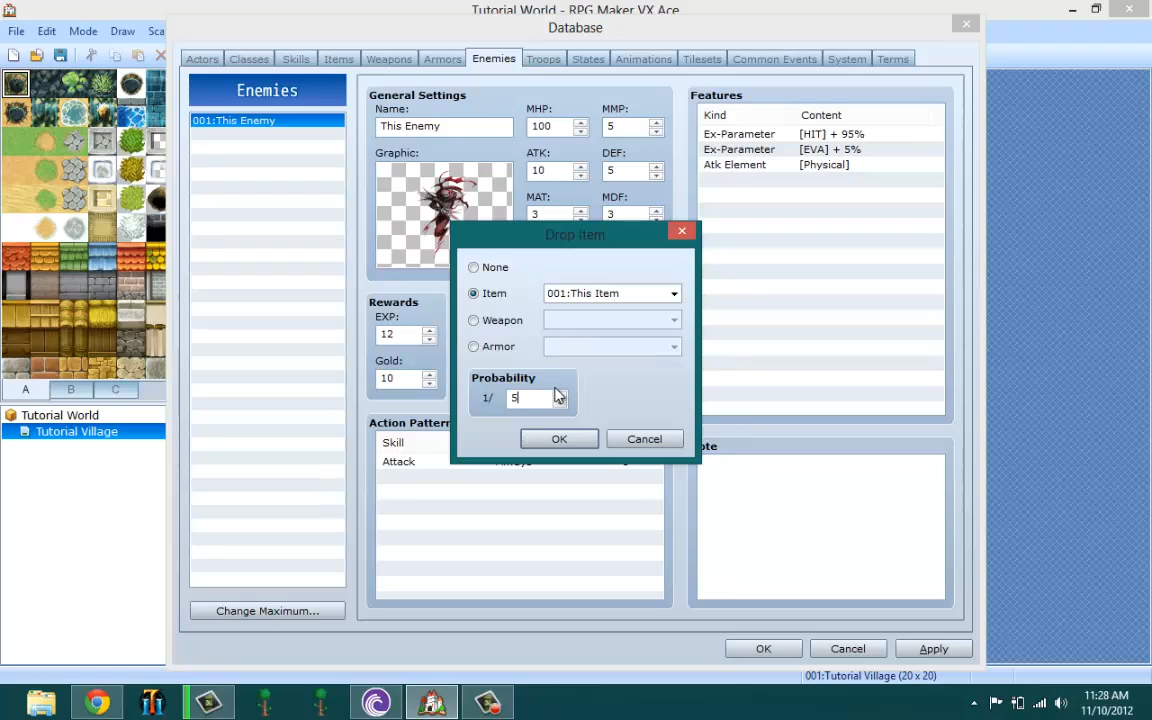 Tutorial World - RPG Maker VX Ace
Database
File Edit Mode Draw Sca
Actors Classes Skills Items Weapons Armors Enemies Troops States Animations Tilesets Common Events System Terms
Enemies
001:This Enemy
Change Maximum...
General Settings
Name: MHP: MMP:
This Enemy 100 5
Graphic: ATK: DEF:
10 5
MAT: MDF:
3 3
Rewards
EXP:
12
Gold:
10
Action Pattern
Skill
Attack Always 5
Features
Kind Content
Ex-Parameter [HIT] + 95%
Ex-Parameter [EVA] + 5%
Atk Element [Physical]
ote
Drop Item
None
Item 001:This Item
Weapon
Armor
Probability
1/ 5
OK Cancel
OK Cancel Apply
A B C
Tutorial World
Tutorial Village
001:Tutorial Village (20 x 20)
11:28 AM
11/10/2012